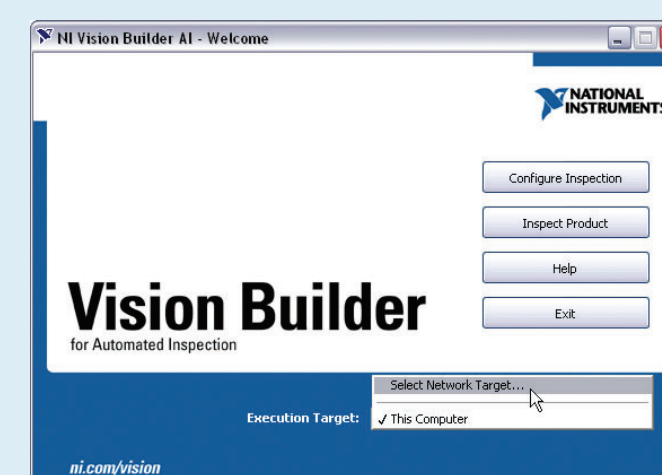 NI Vision Builder AI - Welcome
NATIONAL
INSTRUMENTS
Configure Inspection
Inspect Product
Help
Exit
Vision Builder
for Automated Inspection
Select Network Target...
Execution Target:
✓ This Computer
ni.com/vision